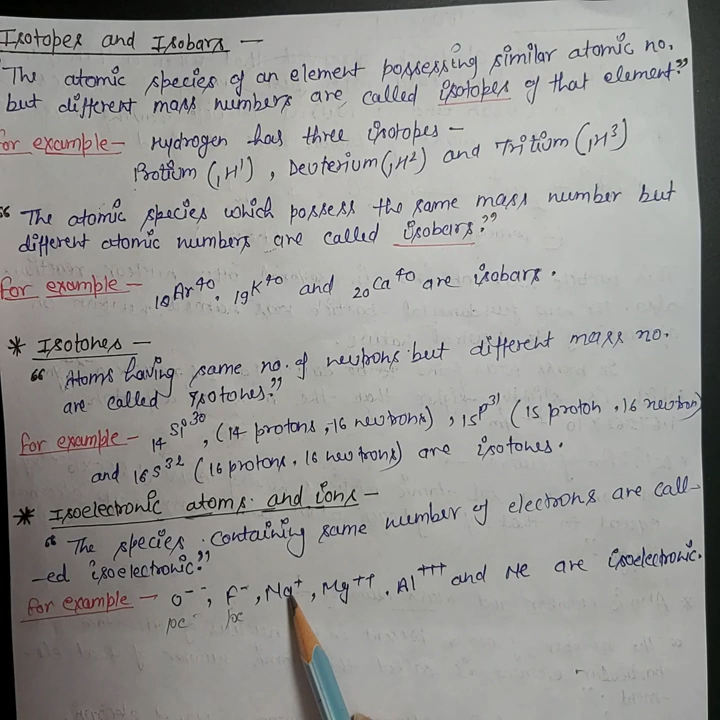 Isotopes and Isobars —
"The atomic species of an element possessing similar atomic no.
but different mass numbers are called isotopes of that element."
For example - Hydrogen has three isotopes —
Protium (₁H¹), Deuterium (₁H²) and Tritium (₁H³)
"The atomic species which possess the same mass number but
different atomic numbers are called isobars."
For example — ₁₈Ar⁴⁰, ₁₉K⁴⁰ and ₂₀Ca⁴⁰ are isobars.
* Isotones —
"Atoms having same no. of neutrons but different mass no.
are called Isotones."
For example — ₁₄Sp³⁰, (14 protons, 16 neutrons), ₁₅P³¹ (15 proton, 16 neutron)
and ₁₆S³² (16 protons, 16 neutrons) are isotones.
* Isoelectronic atoms and ions —
"The species containing same number of electrons are call-
-ed isoelectronic."
For example — O⁻⁻, F⁻, Na⁺, Mg⁺⁺, Al⁺⁺⁺ and Ne are isoelectronic.